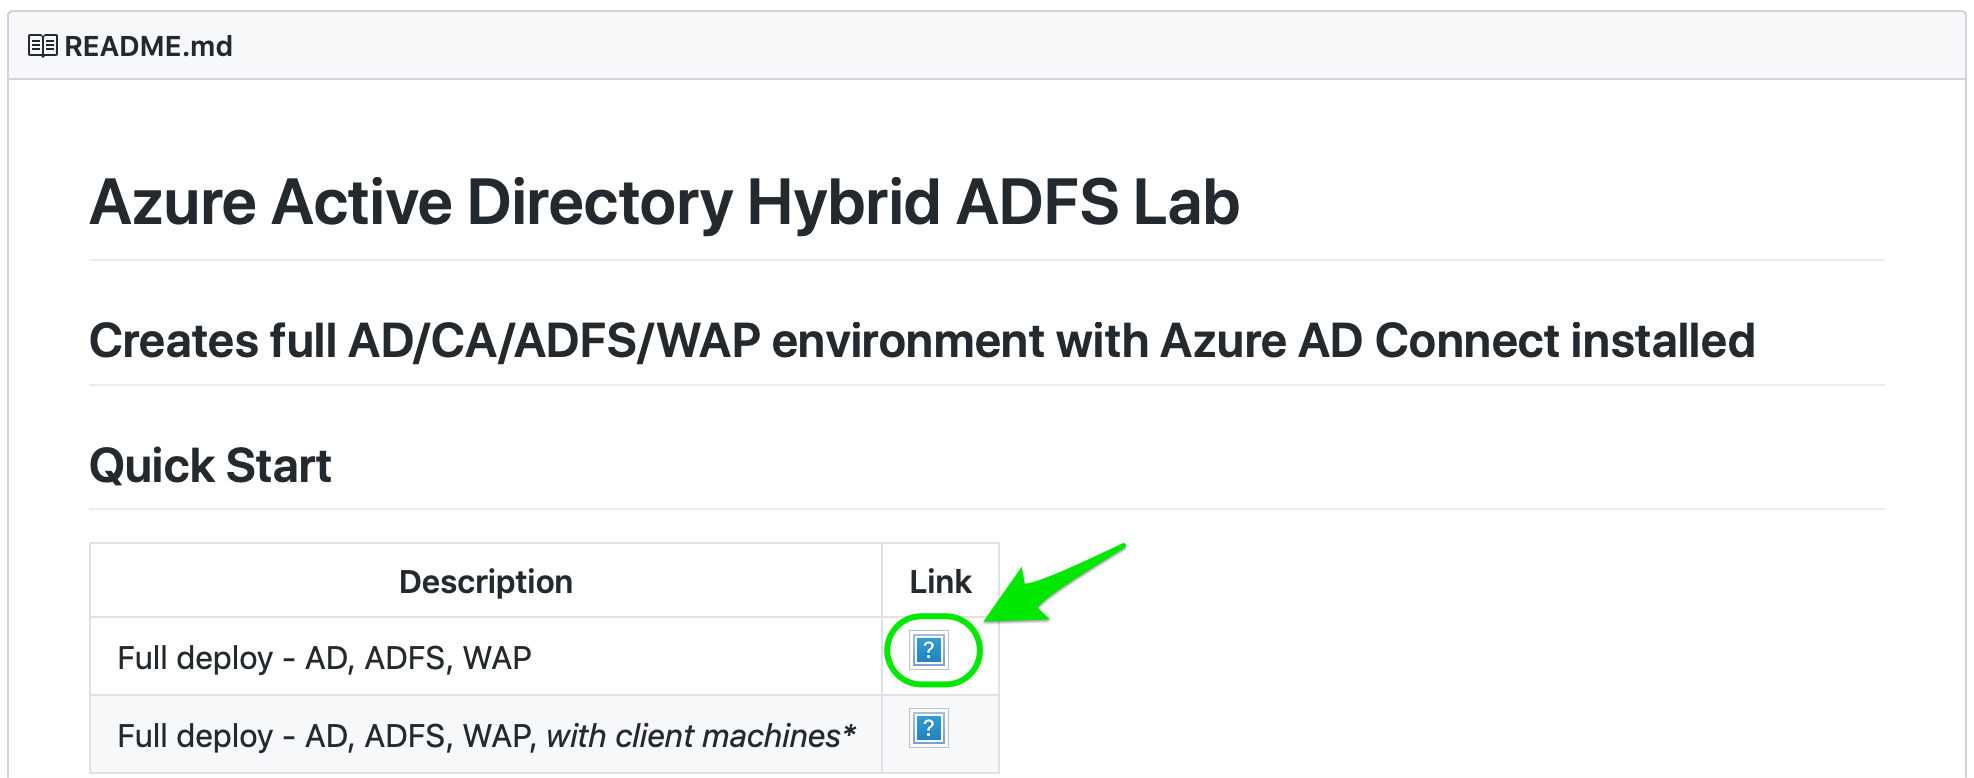 README.md
Azure Active Directory Hybrid ADFS Lab
Creates full AD/CA/ADFS/WAP environment with Azure AD Connect installed
Quick Start
Description Link
Full deploy - AD, ADFS, WAP ?
Full deploy - AD, ADFS, WAP, with client machines* ?